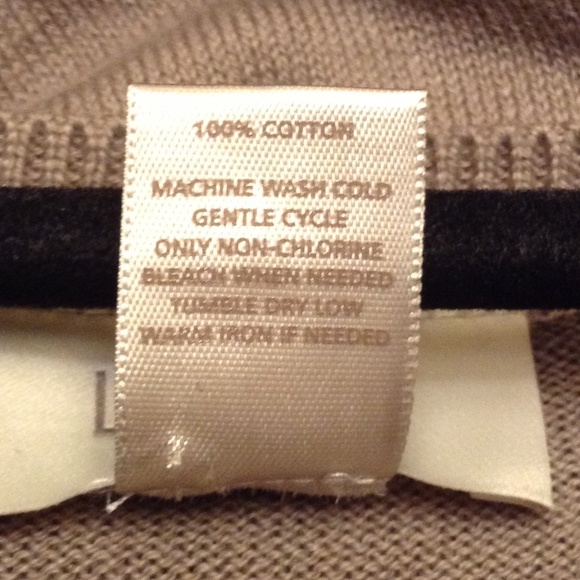 100% COTTON
MACHINE WASH COLD
GENTLE CYCLE
ONLY NON-CHLORINE
BLEACH WHEN NEEDED
TUMBLE DRY LOW
WARM IRON IF NEEDED